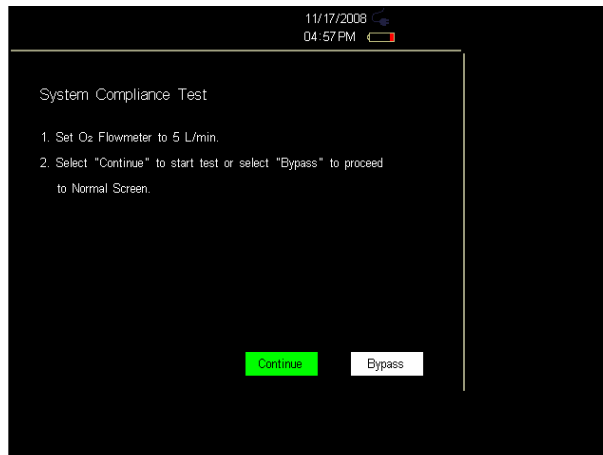 11/17/2008
04:57 PM
System Compliance Test
1. Set O₂ Flowmeter to 5 L/min.
2. Select "Continue" to start test or select "Bypass" to proceed
to Normal Screen.
Continue Bypass